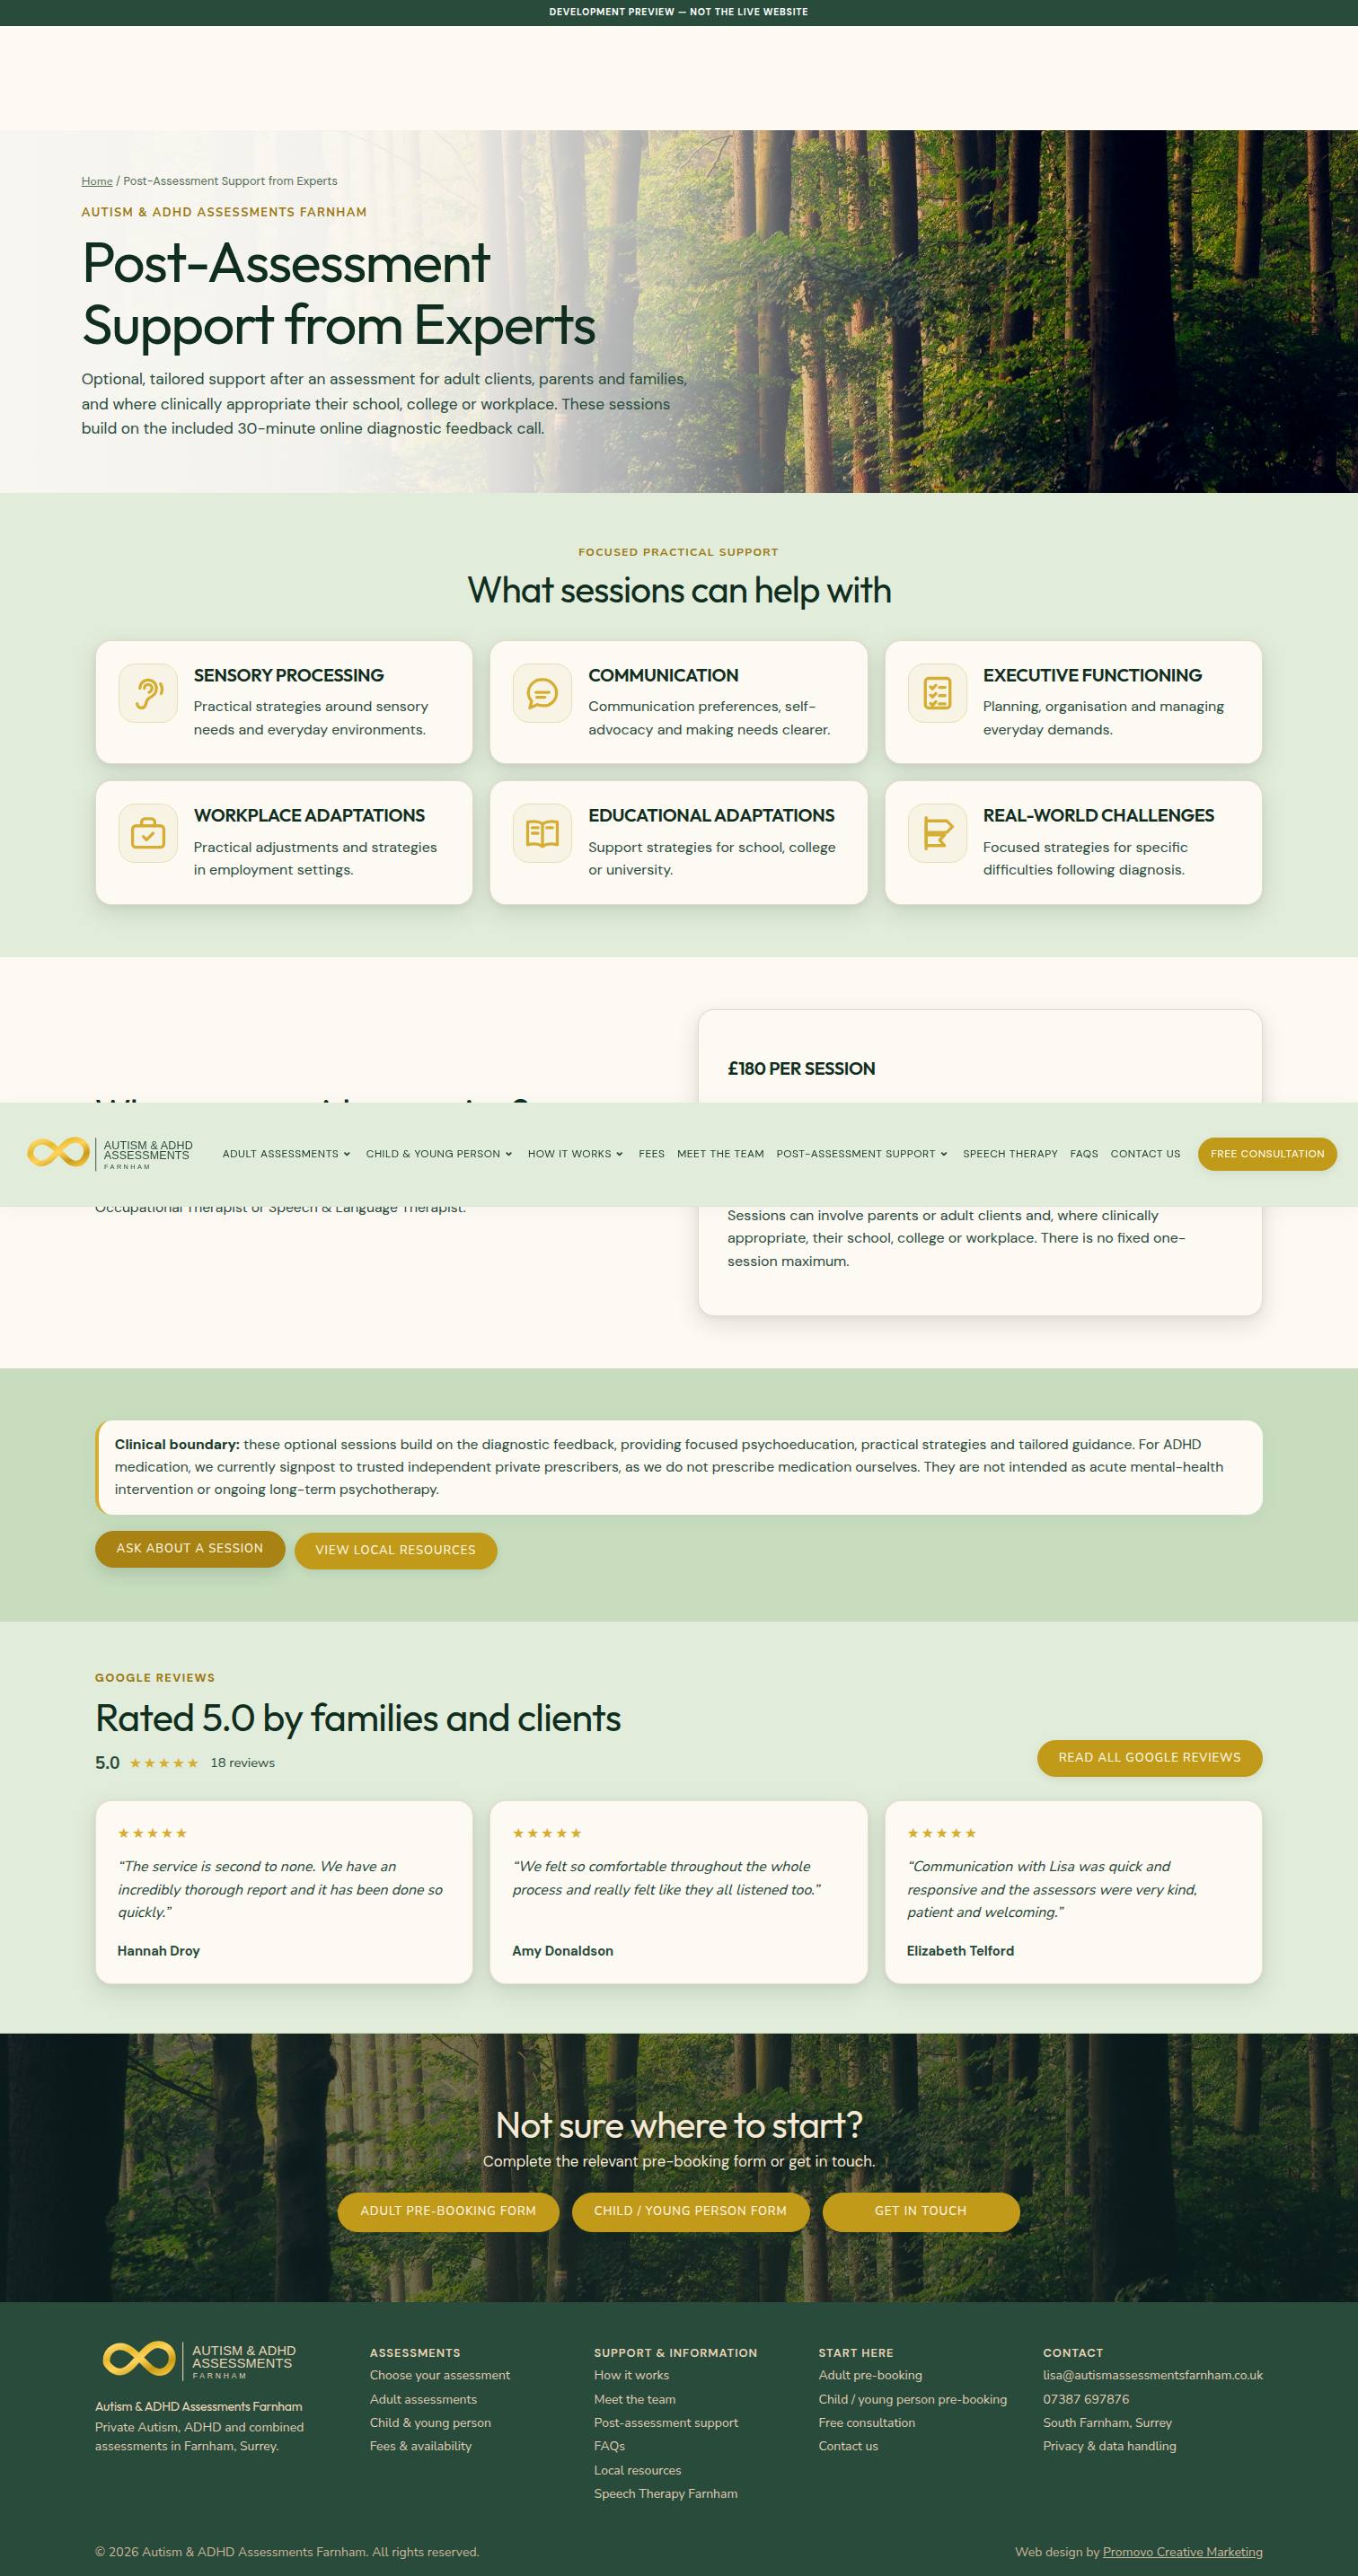 DEVELOPMENT PREVIEW — NOT THE LIVE WEBSITE
Home / Post-Assessment Support from Experts
AUTISM & ADHD ASSESSMENTS FARNHAM
Post-Assessment
Support from Experts
Optional, tailored support after an assessment for adult clients, parents and families,
and where clinically appropriate their school, college or workplace. These sessions
build on the included 30-minute online diagnostic feedback call.
FOCUSED PRACTICAL SUPPORT
What sessions can help with
SENSORY PROCESSING
Practical strategies around sensory
needs and everyday environments.
COMMUNICATION
Communication preferences, self-
advocacy and making needs clearer.
EXECUTIVE FUNCTIONING
Planning, organisation and managing
everyday demands.
WORKPLACE ADAPTATIONS
Practical adjustments and strategies
in employment settings.
EDUCATIONAL ADAPTATIONS
Support strategies for school, college
or university.
REAL-WORLD CHALLENGES
Focused strategies for specific
difficulties following diagnosis.
£180 PER SESSION
AUTISM & ADHD
ASSESSMENTS
FARNHAM
ADULT ASSESSMENTS
CHILD & YOUNG PERSON
HOW IT WORKS
FEES
MEET THE TEAM
POST-ASSESSMENT SUPPORT
SPEECH THERAPY
FAQS
CONTACT US
FREE CONSULTATION
Occupational Therapist or Speech & Language Therapist.
Sessions can involve parents or adult clients and, where clinically
appropriate, their school, college or workplace. There is no fixed one-
session maximum.
Clinical boundary: these optional sessions build on the diagnostic feedback, providing focused psychoeducation, practical strategies and tailored guidance. For ADHD
medication, we currently signpost to trusted independent private prescribers, as we do not prescribe medication ourselves. They are not intended as acute mental-health
intervention or ongoing long-term psychotherapy.
ASK ABOUT A SESSION
VIEW LOCAL RESOURCES
GOOGLE REVIEWS
Rated 5.0 by families and clients
5.0 ★★★★★ 18 reviews
READ ALL GOOGLE REVIEWS
★★★★★
“The service is second to none. We have an
incredibly thorough report and it has been done so
quickly.”
Hannah Droy
★★★★★
“We felt so comfortable throughout the whole
process and really felt like they all listened too.”
Amy Donaldson
★★★★★
“Communication with Lisa was quick and
responsive and the assessors were very kind,
patient and welcoming.”
Elizabeth Telford
Not sure where to start?
Complete the relevant pre-booking form or get in touch.
ADULT PRE-BOOKING FORM
CHILD / YOUNG PERSON FORM
GET IN TOUCH
AUTISM & ADHD
ASSESSMENTS
FARNHAM
Autism & ADHD Assessments Farnham
Private Autism, ADHD and combined
assessments in Farnham, Surrey.
ASSESSMENTS
Choose your assessment
Adult assessments
Child & young person
Fees & availability
SUPPORT & INFORMATION
How it works
Meet the team
Post-assessment support
FAQs
Local resources
Speech Therapy Farnham
START HERE
Adult pre-booking
Child / young person pre-booking
Free consultation
Contact us
CONTACT
lisa@autismassessmentsfarnham.co.uk
07387 697876
South Farnham, Surrey
Privacy & data handling
© 2026 Autism & ADHD Assessments Farnham. All rights reserved.
Web design by Promovo Creative Marketing